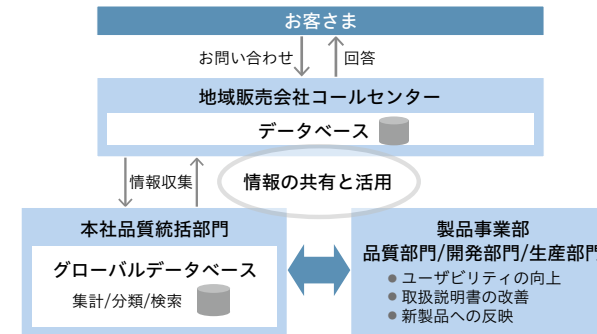 お客さま
お問い合わせ
回答
地域販売会社コールセンター
データベース
情報収集
情報の共有と活用
本社品質統括部門
グローバルデータベース
集計/分類/検索
製品事業部
品質部門/開発部門/生産部門
● ユーザビリティの向上
● 取扱説明書の改善
● 新製品への反映